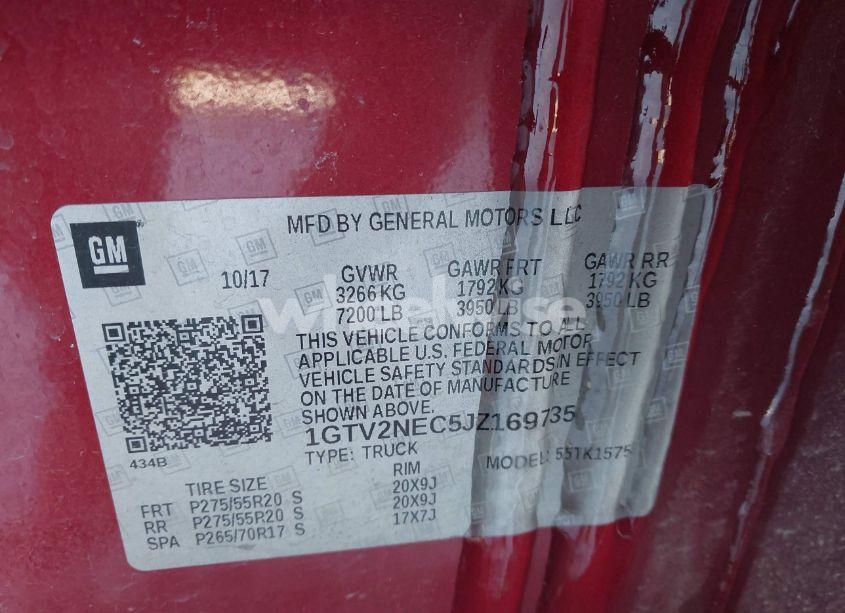 GM
MFD BY GENERAL MOTORS LLC
10/17 GVWR GAWR FRT GAWR RR
3266 KG 1792 KG 1792 KG
7200 LB 3950 LB 3950 LB
THIS VEHICLE CONFORMS TO ALL
APPLICABLE U.S. FEDERAL MOTOR
VEHICLE SAFETY STANDARDS IN EFFECT
ON THE DATE OF MANUFACTURE
SHOWN ABOVE.
1GTV2NEC5JZ169735
434B
TYPE: TRUCK MODEL: 55TK1575
TIRE SIZE RIM
FRT P275/55R20 S 20X9J
RR P275/55R20 S 20X9J
SPA P265/70R17 S 17X7J